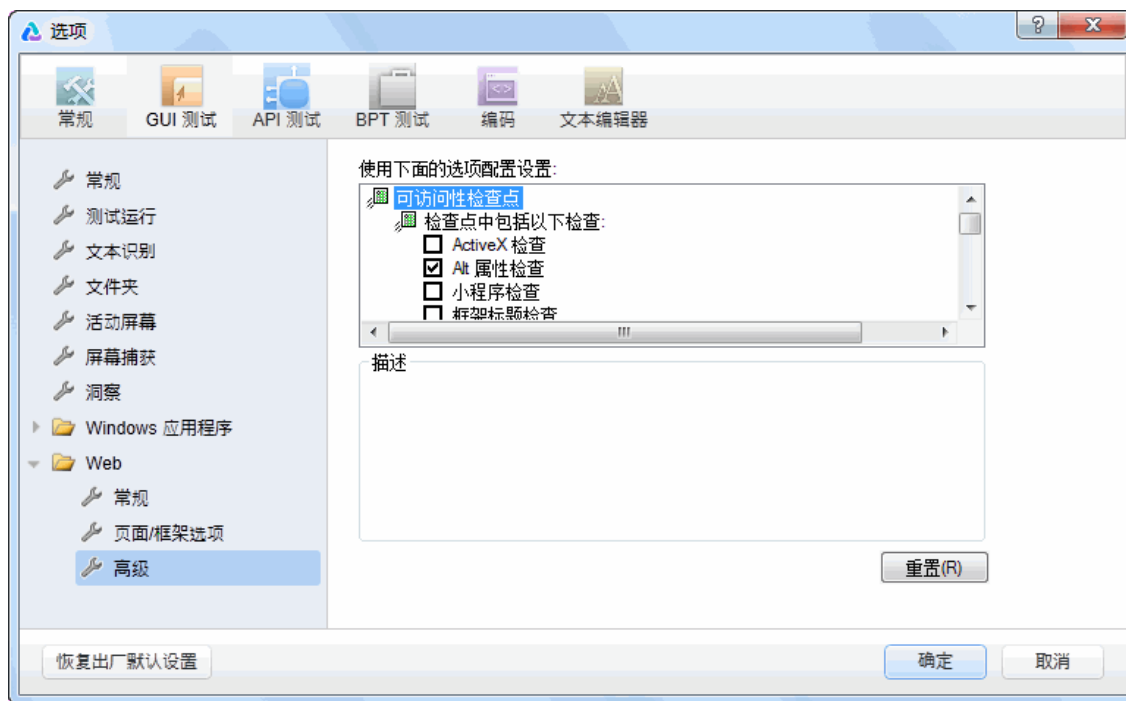 选项
常规
GUI 测试
API 测试
BPT 测试
编码
文本编辑器
常规
测试运行
文本识别
文件夹
活动屏幕
屏幕捕获
洞察
Windows 应用程序
Web
常规
页面/框架选项
高级
使用下面的选项配置设置:
可访问性检查点
检查点中包括以下检查:
ActiveX 检查
Alt 属性检查
小程序检查
框架标题检查
描述
重置(R)
恢复出厂默认设置
确定
取消